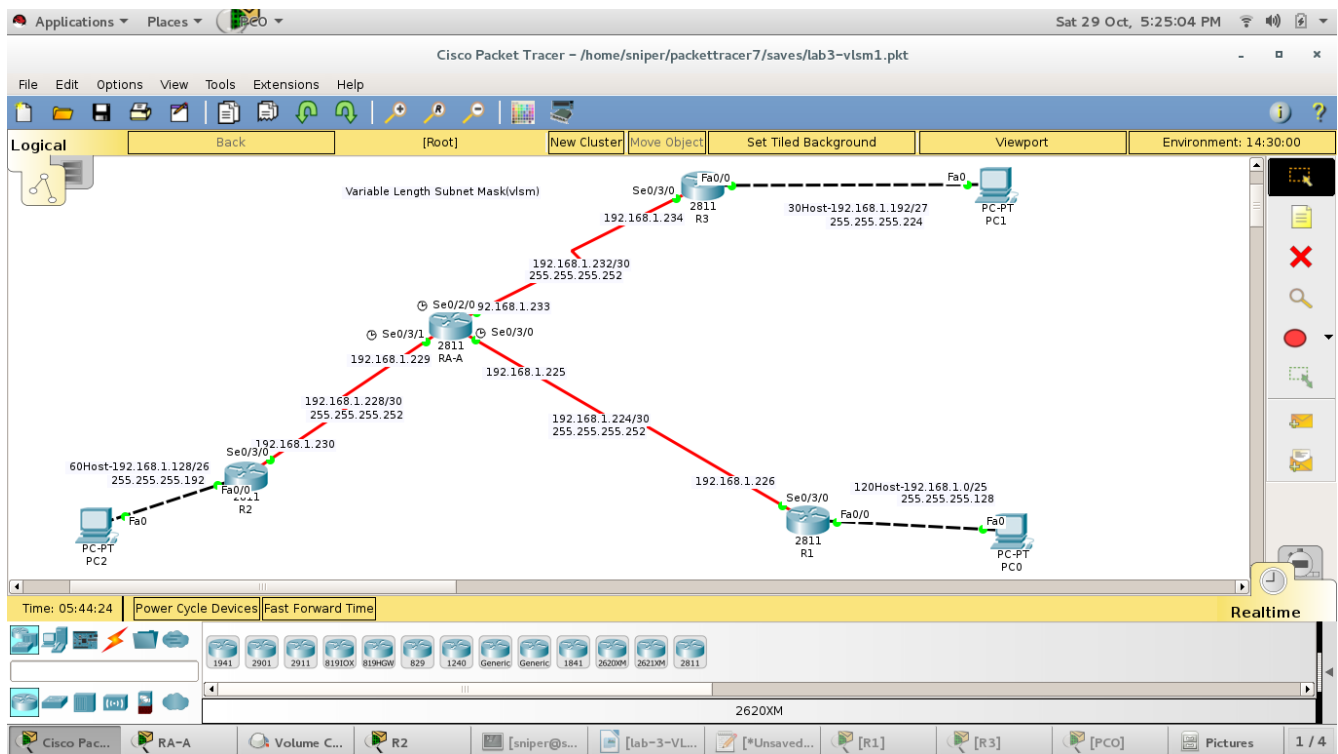 Applications Places PCO Sat 29 Oct, 5:25:04 PM
Cisco Packet Tracer – /home/sniper/packettracer7/saves/lab3-vlsm1.pkt
File Edit Options View Tools Extensions Help
Logical Back [Root] New Cluster Move Object Set Tiled Background Viewport Environment: 14:30:00
Variable Length Subnet Mask(vlsm)
Se0/3/0
Fa0/0
2811
R3
192.168.1.234
Fa0
PC-PT
PC1
30Host-192.168.1.192/27
255.255.255.224
192.168.1.232/30
255.255.255.252
Se0/2/0
92.168.1.233
Se0/3/1
Se0/3/0
2811
RA-A
192.168.1.229
192.168.1.225
192.168.1.228/30
255.255.255.252
192.168.1.224/30
255.255.255.252
192.168.1.230
Se0/3/0
60Host-192.168.1.128/26
255.255.255.192
Fa0/0
2811
R2
Fa0
PC-PT
PC2
192.168.1.226
Se0/3/0
120Host-192.168.1.0/25
255.255.255.128
Fa0/0
2811
R1
Fa0
PC-PT
PC0
Time: 05:44:24 Power Cycle Devices Fast Forward Time Realtime
1941 2901 2911 819IOX 819HGW 829 1240 Generic Generic 1841 2620XM 2621XM 2811
2620XM
Cisco Pac... RA-A Volume C... R2 [sniper@s... [lab-3-VL... [*Unsaved... [R1] [R3] [PCO] Pictures 1 / 4